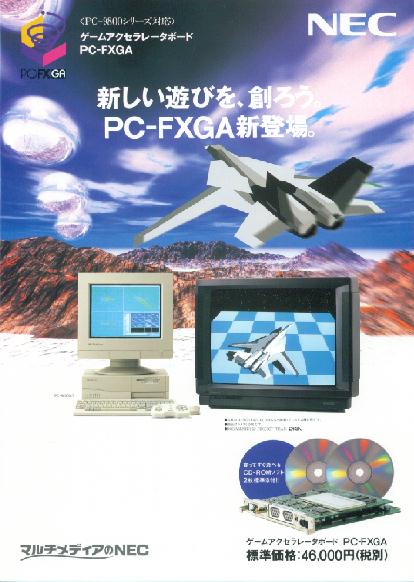 〈PC-9800シリーズ対応〉
ゲームアクセラレータボード
PC-FXGA
NEC
PC-FXGA
新しい遊びを、創ろう。
PC-FXGA新登場。
買ってすぐ遊べる
CD-ROM用ソフト
2枚標準添付!
マルチメディアのNEC
ゲームアクセラレータボード PC-FXGA
標準価格:46,000円(税別)